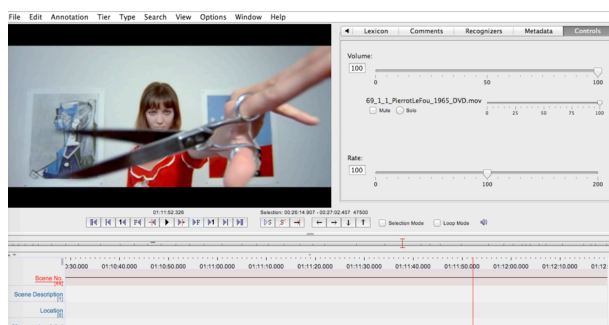 File Edit Annotation Tier Type Search View Options Window Help
Lexicon Comments Recognizers Metadata Controls
Volume:
100
0 50 100
69_1_1_PierrotLeFou_1965_DVD.mov
Mute Solo
0 25 50 75 100
Rate:
100
0 100 200
01:11:52.326
Selection: 00:26:14.907 - 00:27:02.407 47500
Selection Mode Loop Mode
:30.000 01:10:40.000 01:10:50.000 01:11:00.000 01:11:10.000 01:11:20.000 01:11:30.000 01:11:40.000 01:11:50.000 01:12:00.000 01:12:10.000 01:12:
Scene No.
Scene Description
Location